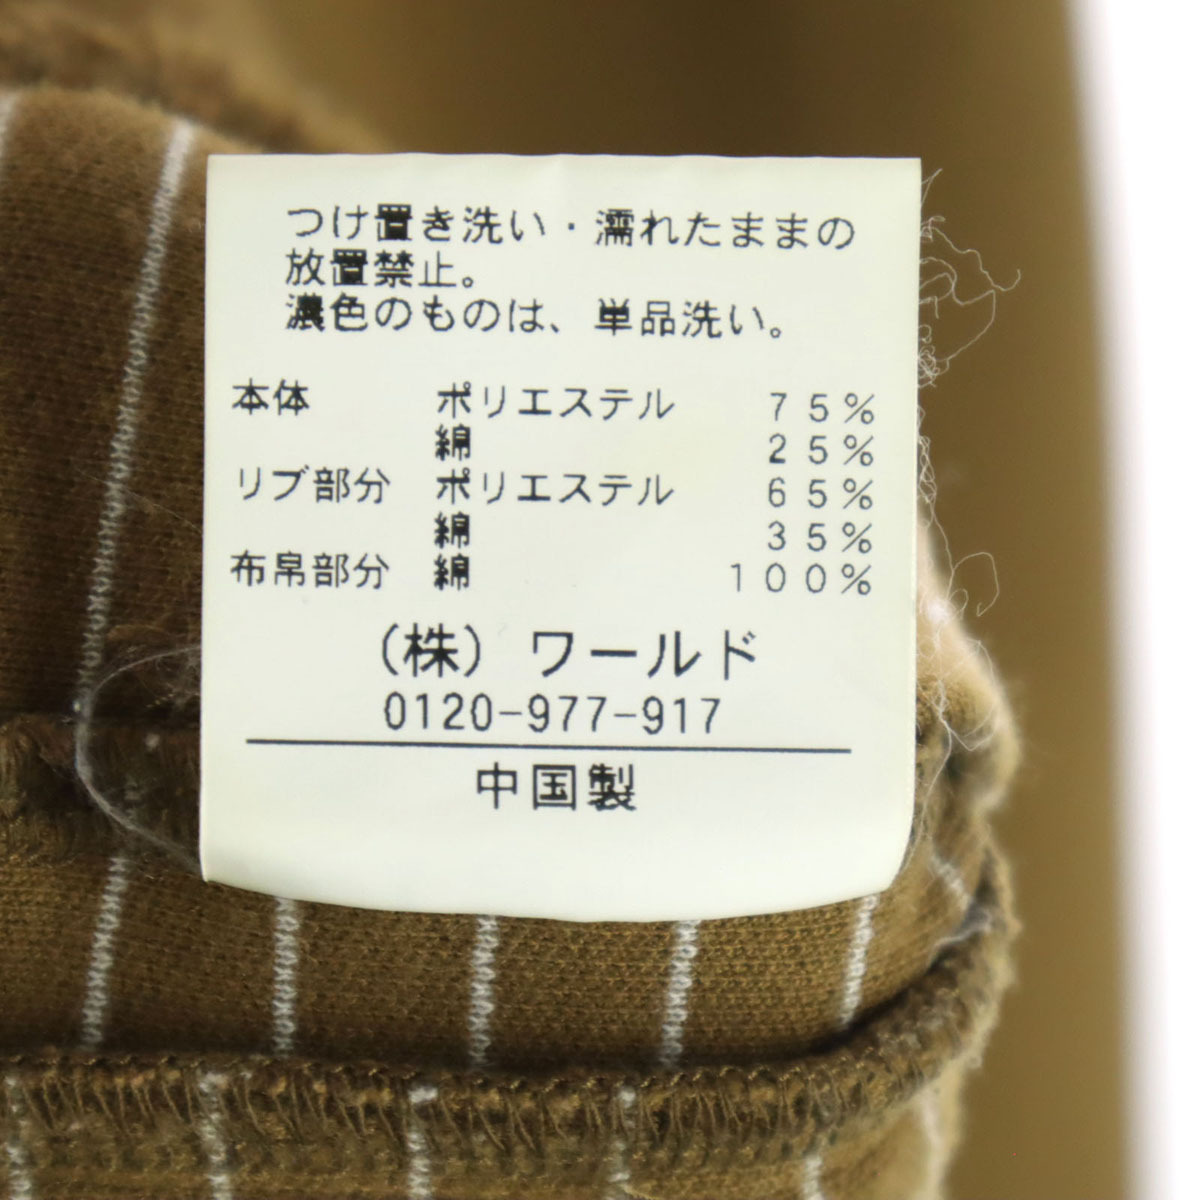 つけ置き洗い・濡れたままの
放置禁止。
濃色のものは、単品洗い。
本体 ポリエステル 75%
綿 25%
リブ部分 ポリエステル 65%
綿 35%
布帛部分 綿 100%
(株) ワールド
0120-977-917
中国製